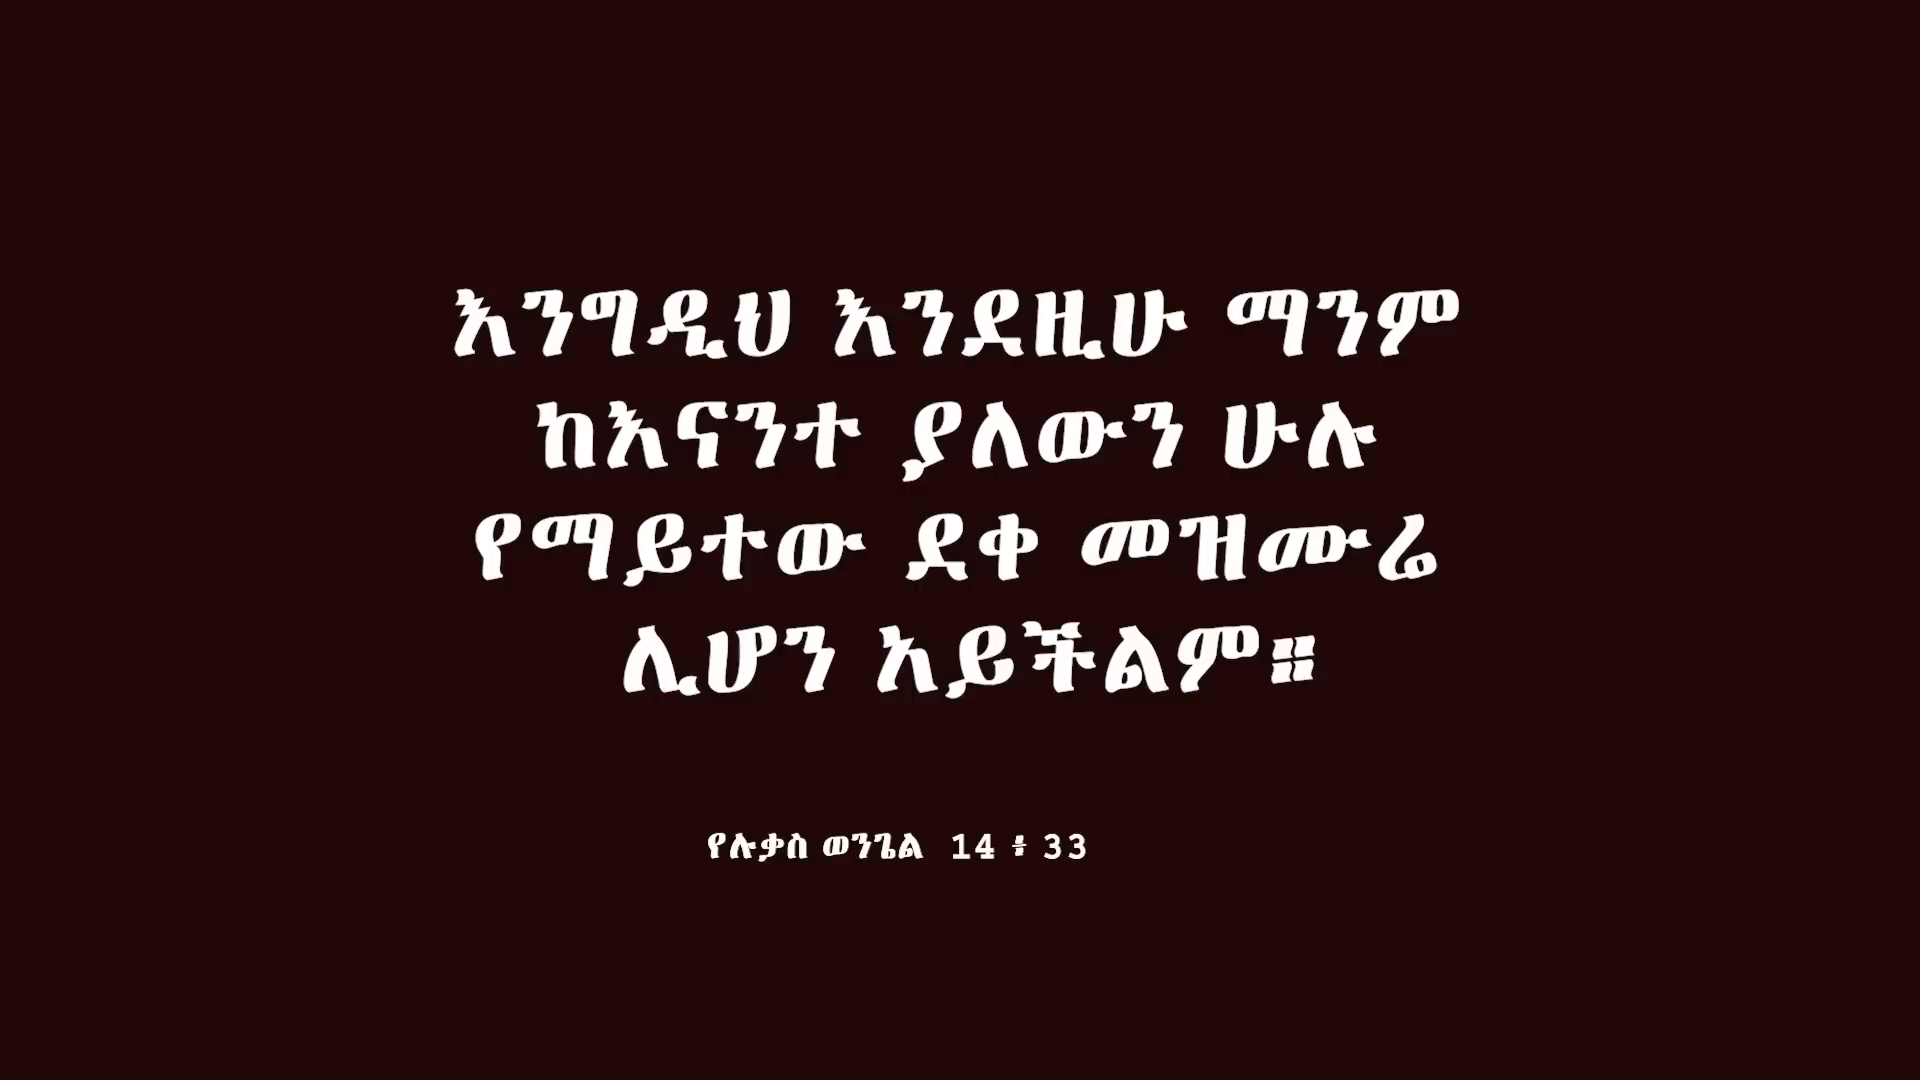 እንግዲህ እንደዚሁ ማንም
ከእናንተ ያለውን ሁሉ
የማይተው ደቀ መዝሙሬ
ሊሆን አይችልም።
የሉቃስ ወንጌል 14 ፥ 33